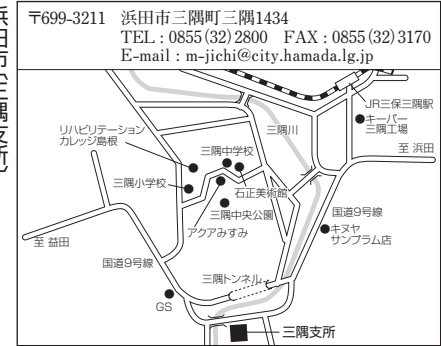 浜田市（三隅支所）
〒699-3211 浜田市三隅町三隅1434
TEL : 0855(32)2800 FAX : 0855(32)3170
E-mail : m-jichi@city.hamada.lg.jp
JR三保三隅駅
キーパー
三隅工場
至 浜田
三隅川
リハビリテーション
カレッジ島根
三隅中学校
石正美術館
三隅小学校
アクアみすみ
三隅中央公園
国道9号線
キヌヤ
サンプラム店
至 益田
国道9号線
三隅トンネル
GS
三隅支所